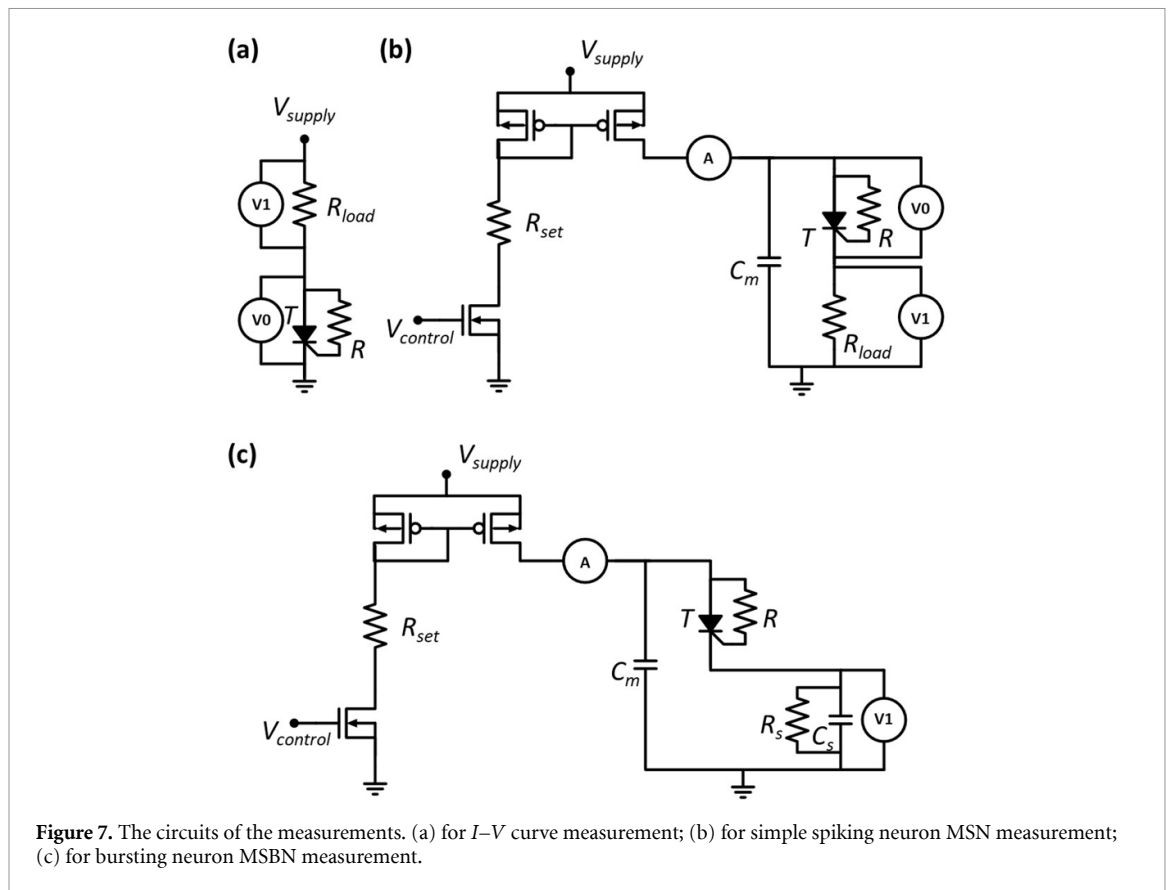 (a)
V_supply
V1
R_load
V0
T
R
(b)
V_supply
A
R_set
V_control
C_m
T
R
V0
R_load
V1
(c)
V_supply
A
R_set
V_control
C_m
T
R
R_s
C_s
V1
Figure 7. The circuits of the measurements. (a) for I–V curve measurement; (b) for simple spiking neuron MSN measurement;
(c) for bursting neuron MSBN measurement.